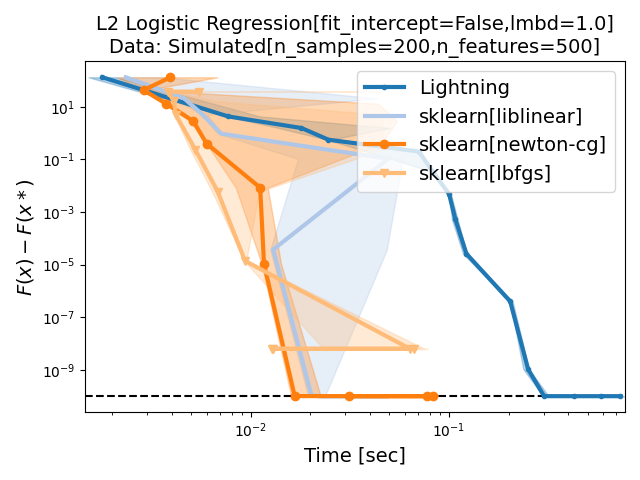 L2 Logistic Regression[fit_intercept=False,lmbd=1.0]
Data: Simulated[n_samples=200,n_features=500]
Lightning
sklearn[liblinear]
sklearn[newton-cg]
sklearn[lbfgs]
F(x) − F(x*)
10¹
10⁻¹
10⁻³
10⁻⁵
10⁻⁷
10⁻⁹
10⁻²
10⁻¹
Time [sec]